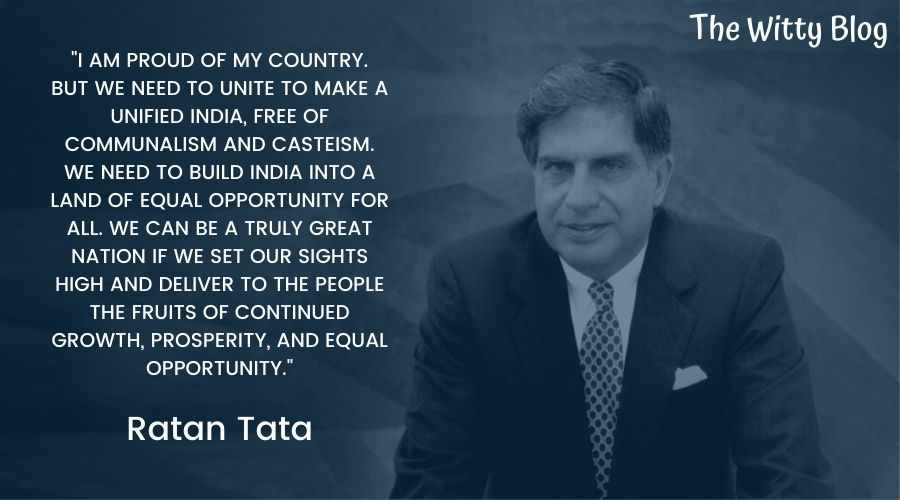 The Witty Blog
"I AM PROUD OF MY COUNTRY.
BUT WE NEED TO UNITE TO MAKE A
UNIFIED INDIA, FREE OF
COMMUNALISM AND CASTEISM.
WE NEED TO BUILD INDIA INTO A
LAND OF EQUAL OPPORTUNITY FOR
ALL. WE CAN BE A TRULY GREAT
NATION IF WE SET OUR SIGHTS
HIGH AND DELIVER TO THE PEOPLE
THE FRUITS OF CONTINUED
GROWTH, PROSPERITY, AND EQUAL
OPPORTUNITY."
Ratan Tata